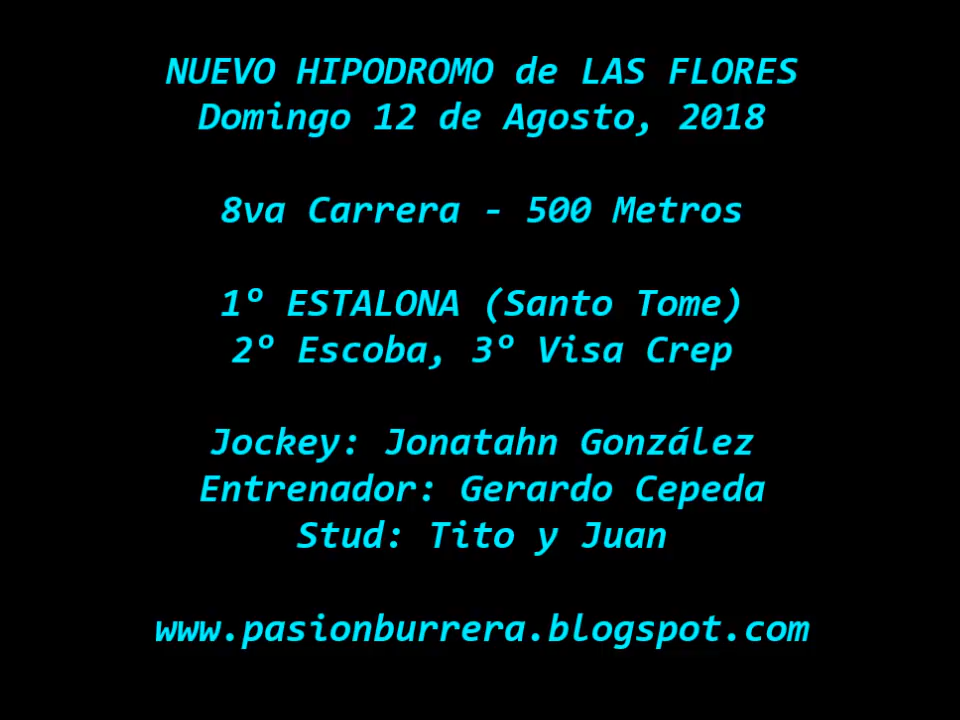 NUEVO HIPODROMO de LAS FLORES
Domingo 12 de Agosto, 2018
8va Carrera - 500 Metros
1º ESTALONA (Santo Tome)
2º Escoba, 3º Visa Crep
Jockey: Jonatahn González
Entrenador: Gerardo Cepeda
Stud: Tito y Juan
www.pasionburrera.blogspot.com